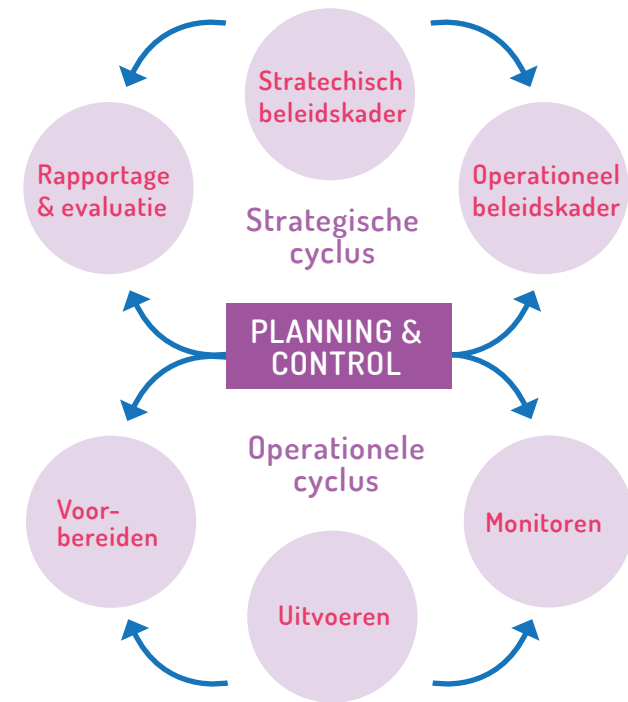 Stratechisch
beleidskader
Rapportage
& evaluatie
Operationeel
beleidskader
Strategische
cyclus
PLANNING &
CONTROL
Operationele
cyclus
Voor-
bereiden
Monitoren
Uitvoeren